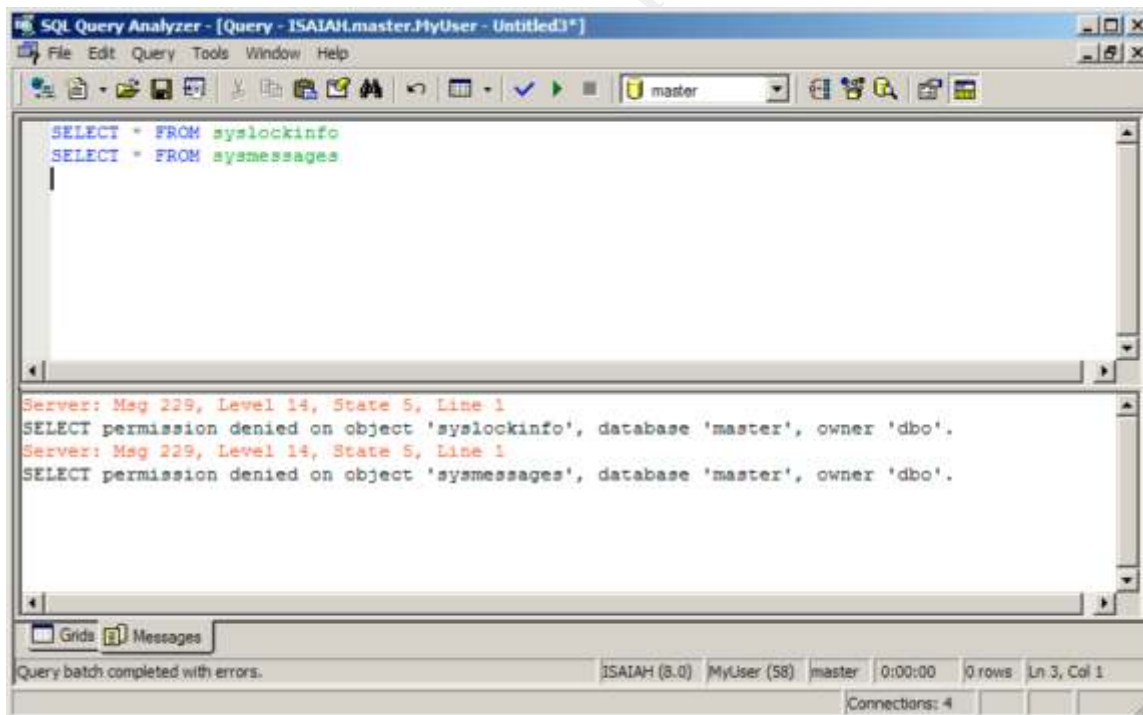 SQL Query Analyzer - [Query - ISAIAH.master.MyUser - Untitled3*]
File Edit Query Tools Window Help
master
SELECT * FROM syslockinfo
SELECT * FROM sysmessages
Server: Msg 229, Level 14, State 5, Line 1
SELECT permission denied on object 'syslockinfo', database 'master', owner 'dbo'.
Server: Msg 229, Level 14, State 5, Line 1
SELECT permission denied on object 'sysmessages', database 'master', owner 'dbo'.
Grids Messages
Query batch completed with errors. ISAIAH (8.0) MyUser (58) master 0:00:00 0 rows Ln 3, Col 1
Connections: 4